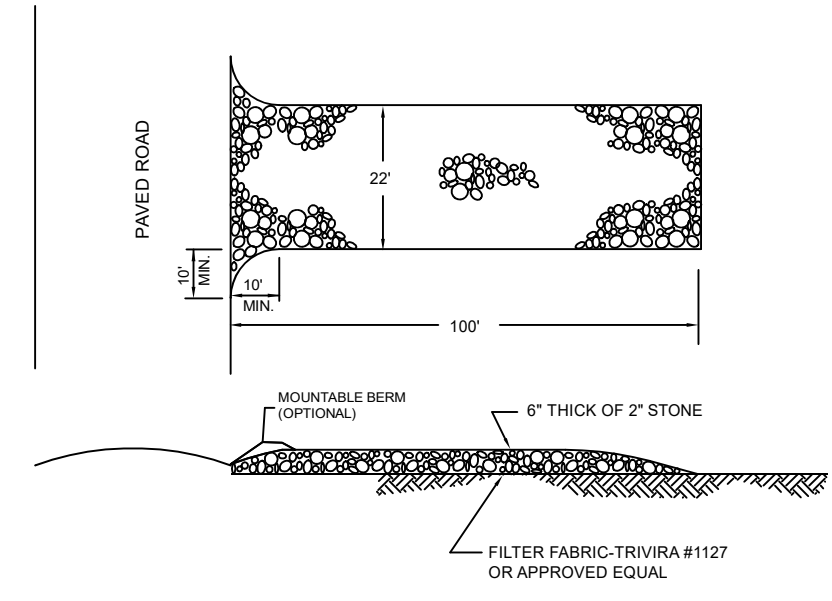 PAVED ROAD
22'
10'
MIN.
10'
MIN.
100'
MOUNTABLE BERM
(OPTIONAL)
6" THICK OF 2" STONE
FILTER FABRIC-TRIVIRA #1127
OR APPROVED EQUAL